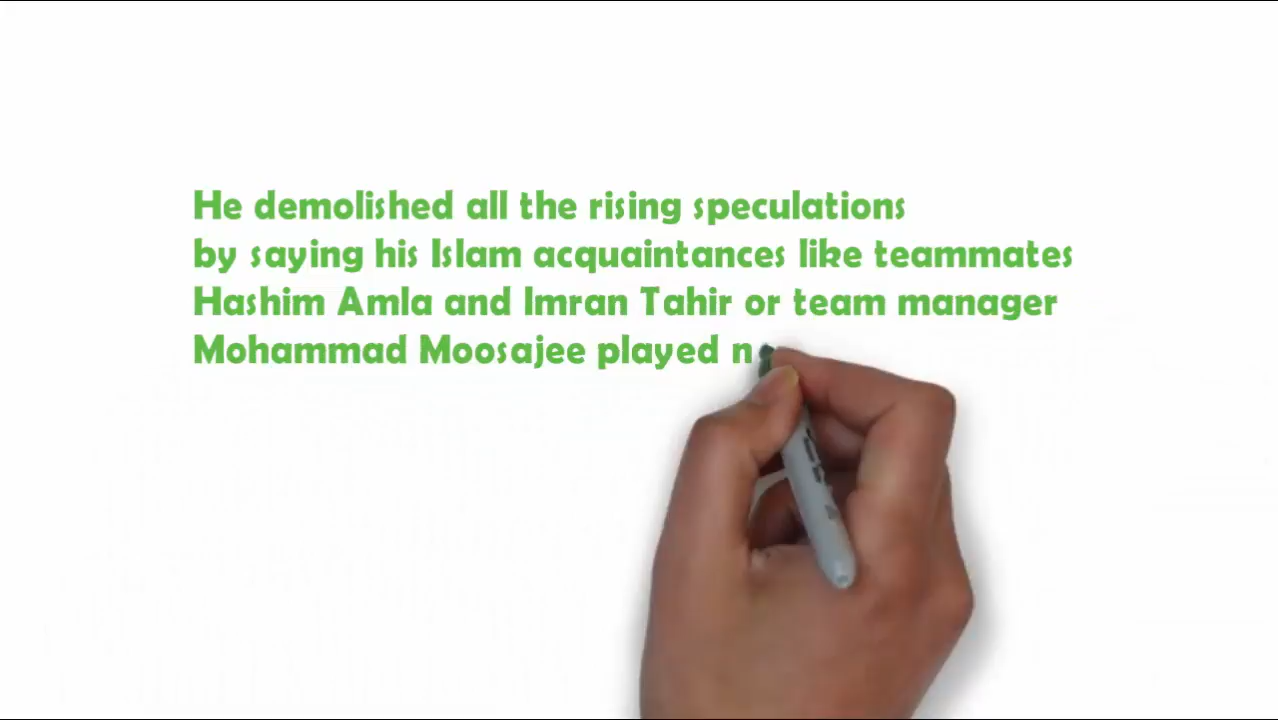 He demolished all the rising speculations
by saying his Islam acquaintances like teammates
Hashim Amla and Imran Tahir or team manager
Mohammad Moosajee played n